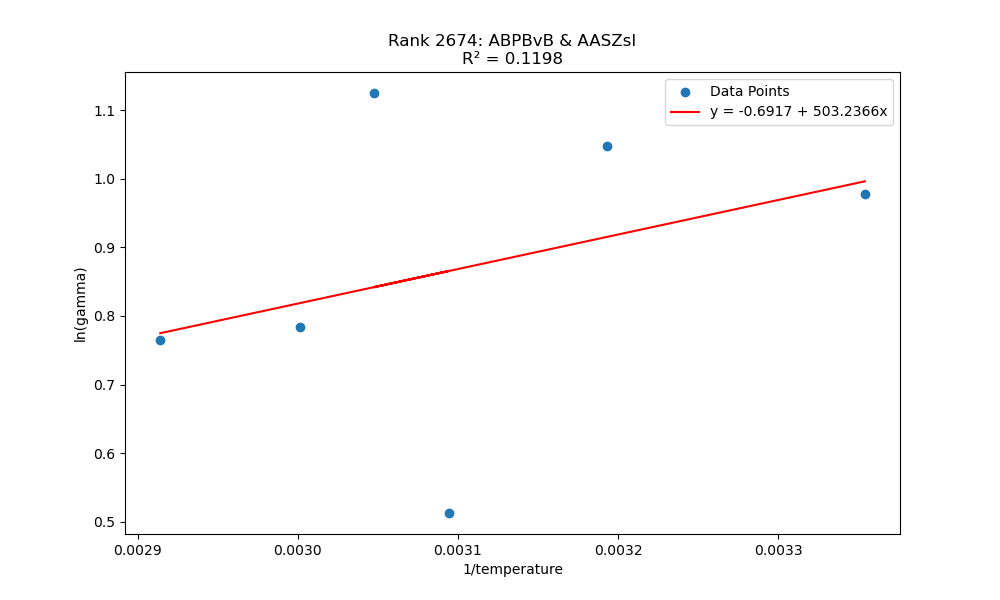 Rank 2674: ABPBvB & AASZsI
R² = 0.1198
Data Points
y = -0.6917 + 503.2366x
ln(gamma)
1.1
1.0
0.9
0.8
0.7
0.6
0.5
0.0029
0.0030
0.0031
0.0032
0.0033
1/temperature